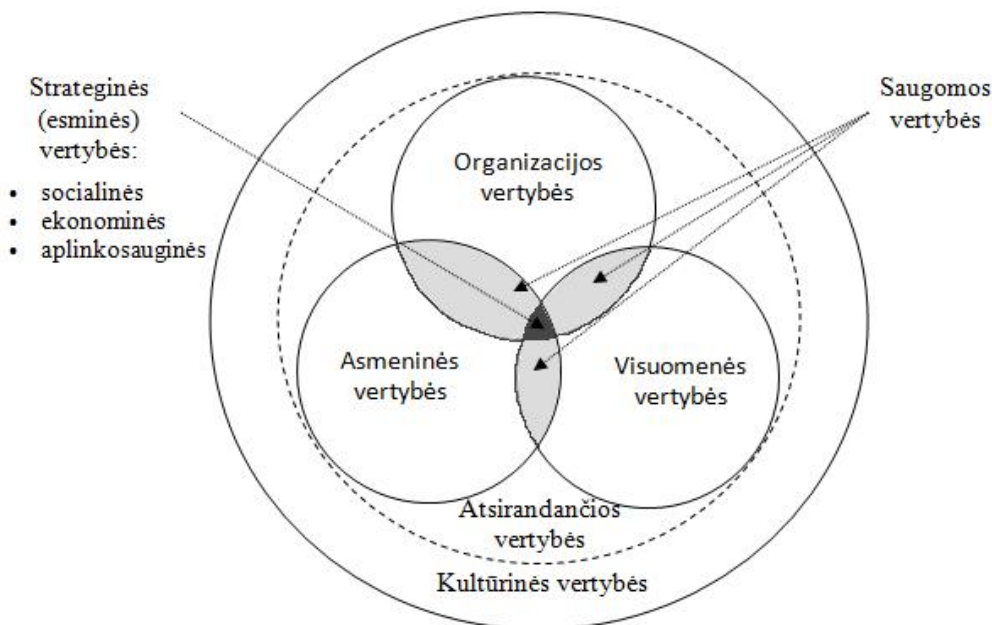 Strateginės
(esminės)
vertybės:
• socialinės
• ekonominės
• aplinkosauginės
Saugomos
vertybės
Organizacijos
vertybės
Asmeninės
vertybės
Visuomenės
vertybės
Atsirandančios
vertybės
Kultūrinės vertybės